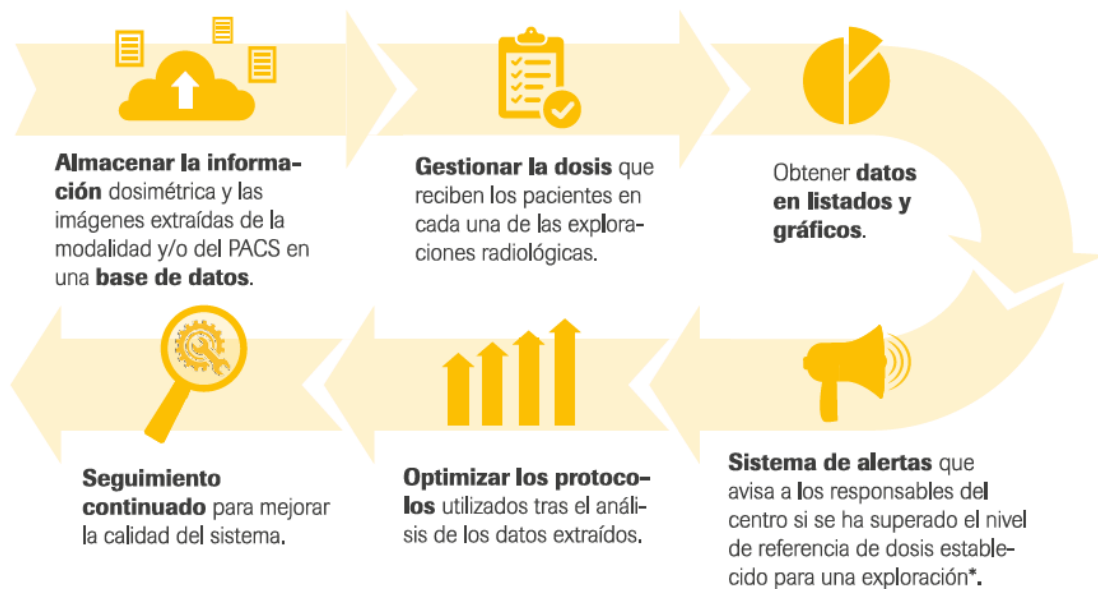 Almacenar la informa-
ción dosimétrica y las
imágenes extraídas de la
modalidad y/o del PACS en
una base de datos.
Gestionar la dosis que
reciben los pacientes en
cada una de las explora-
ciones radiológicas.
Obtener datos
en listados y
gráficos.
Sistema de alertas que
avisa a los responsables del
centro si se ha superado el nivel
de referencia de dosis estable-
cido para una exploración*.
Optimizar los protoco-
los utilizados tras el análi-
sis de los datos extraídos.
Seguimiento
continuado para mejorar
la calidad del sistema.